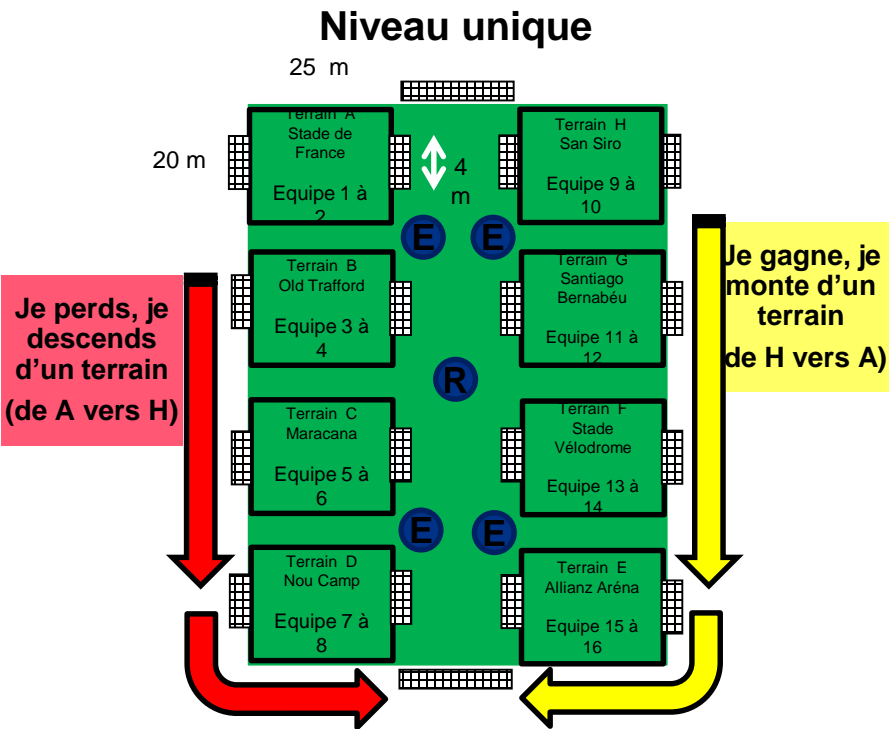 Niveau unique
25 m
20 m
4
m
Terrain A
Stade de
France
Equipe 1 à
2
Terrain H
San Siro
Equipe 9 à
10
E
E
Terrain B
Old Trafford
Equipe 3 à
4
Terrain G
Santiago
Bernabéu
Equipe 11 à
12
Je perds, je
descends
d'un terrain
(de A vers H)
Je gagne, je
monte d'un
terrain
(de H vers A)
R
Terrain C
Maracana
Equipe 5 à
6
Terrain F
Stade
Vélodrome
Equipe 13 à
14
E
E
Terrain D
Nou Camp
Equipe 7 à
8
Terrain E
Allianz Aréna
Equipe 15 à
16